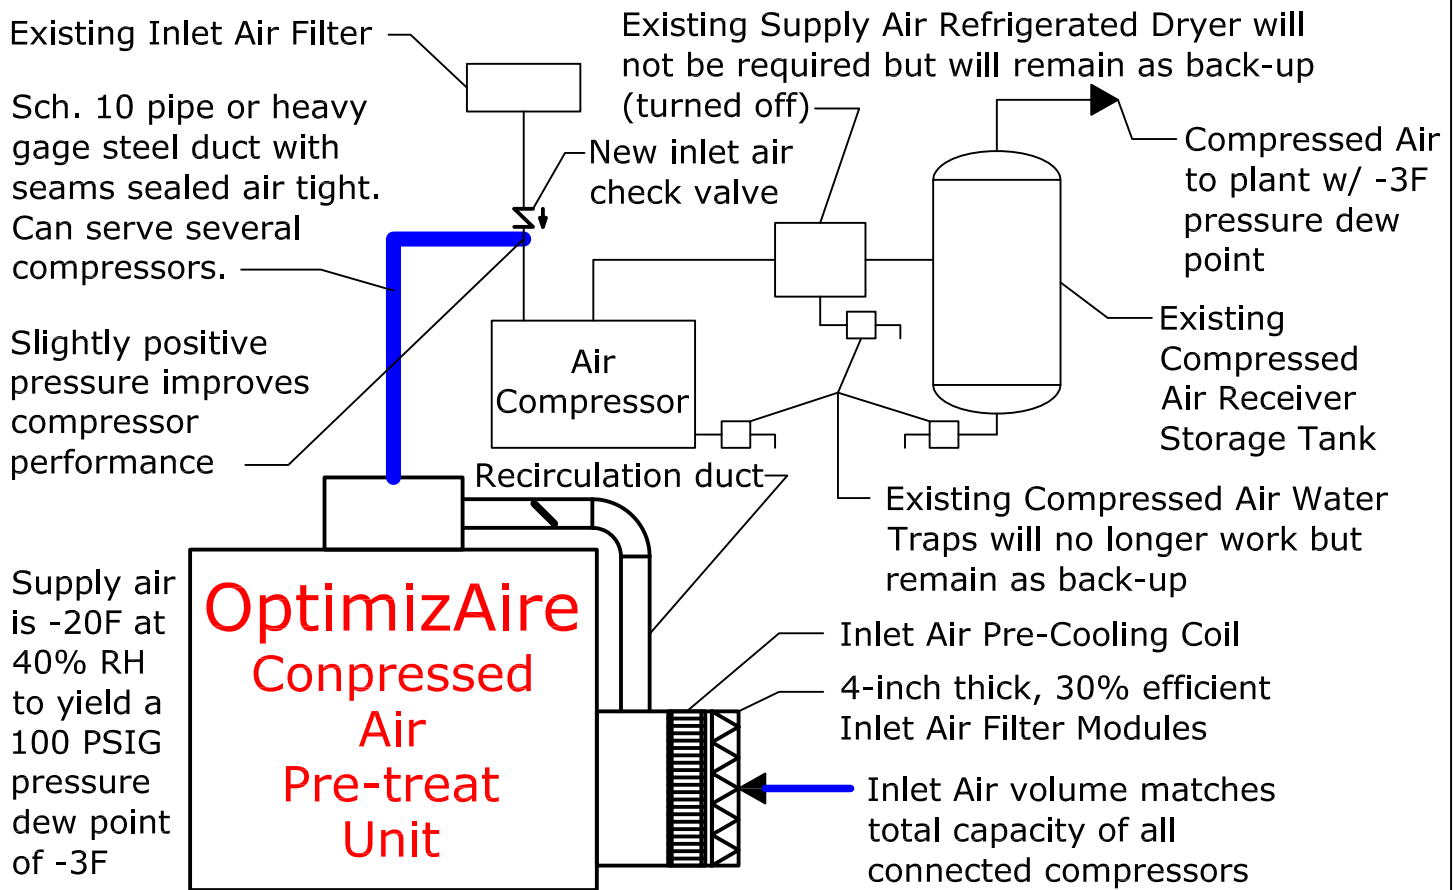 Existing Inlet Air Filter
Existing Supply Air Refrigerated Dryer will
not be required but will remain as back-up
(turned off)
Sch. 10 pipe or heavy
gage steel duct with
seams sealed air tight.
Can serve several
compressors.
New inlet air
check valve
Compressed Air
to plant w/ -3F
pressure dew
point
Slightly positive
pressure improves
compressor
performance
Air
Compressor
Existing
Compressed
Air Receiver
Storage Tank
Recirculation duct
Existing Compressed Air Water
Traps will no longer work but
remain as back-up
Supply air
is -20F at
40% RH
to yield a
100 PSIG
pressure
dew point
of -3F
OptimizAire
Conpressed
Air
Pre-treat
Unit
Inlet Air Pre-Cooling Coil
4-inch thick, 30% efficient
Inlet Air Filter Modules
Inlet Air volume matches
total capacity of all
connected compressors